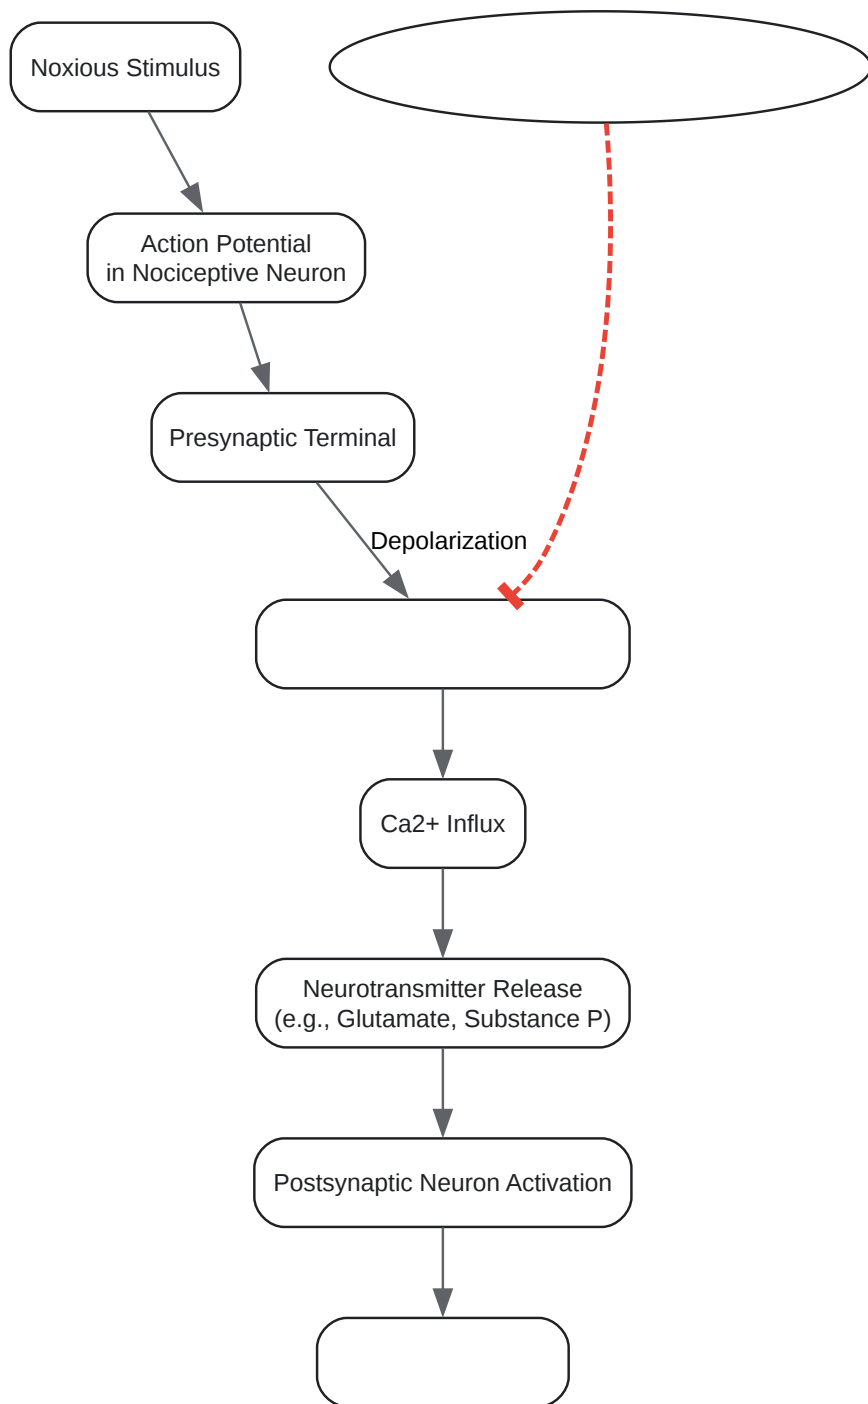 Noxious Stimulus
Action Potential
in Nociceptive Neuron
Presynaptic Terminal
Depolarization
Ca2+ Influx
Neurotransmitter Release
(e.g., Glutamate, Substance P)
Postsynaptic Neuron Activation